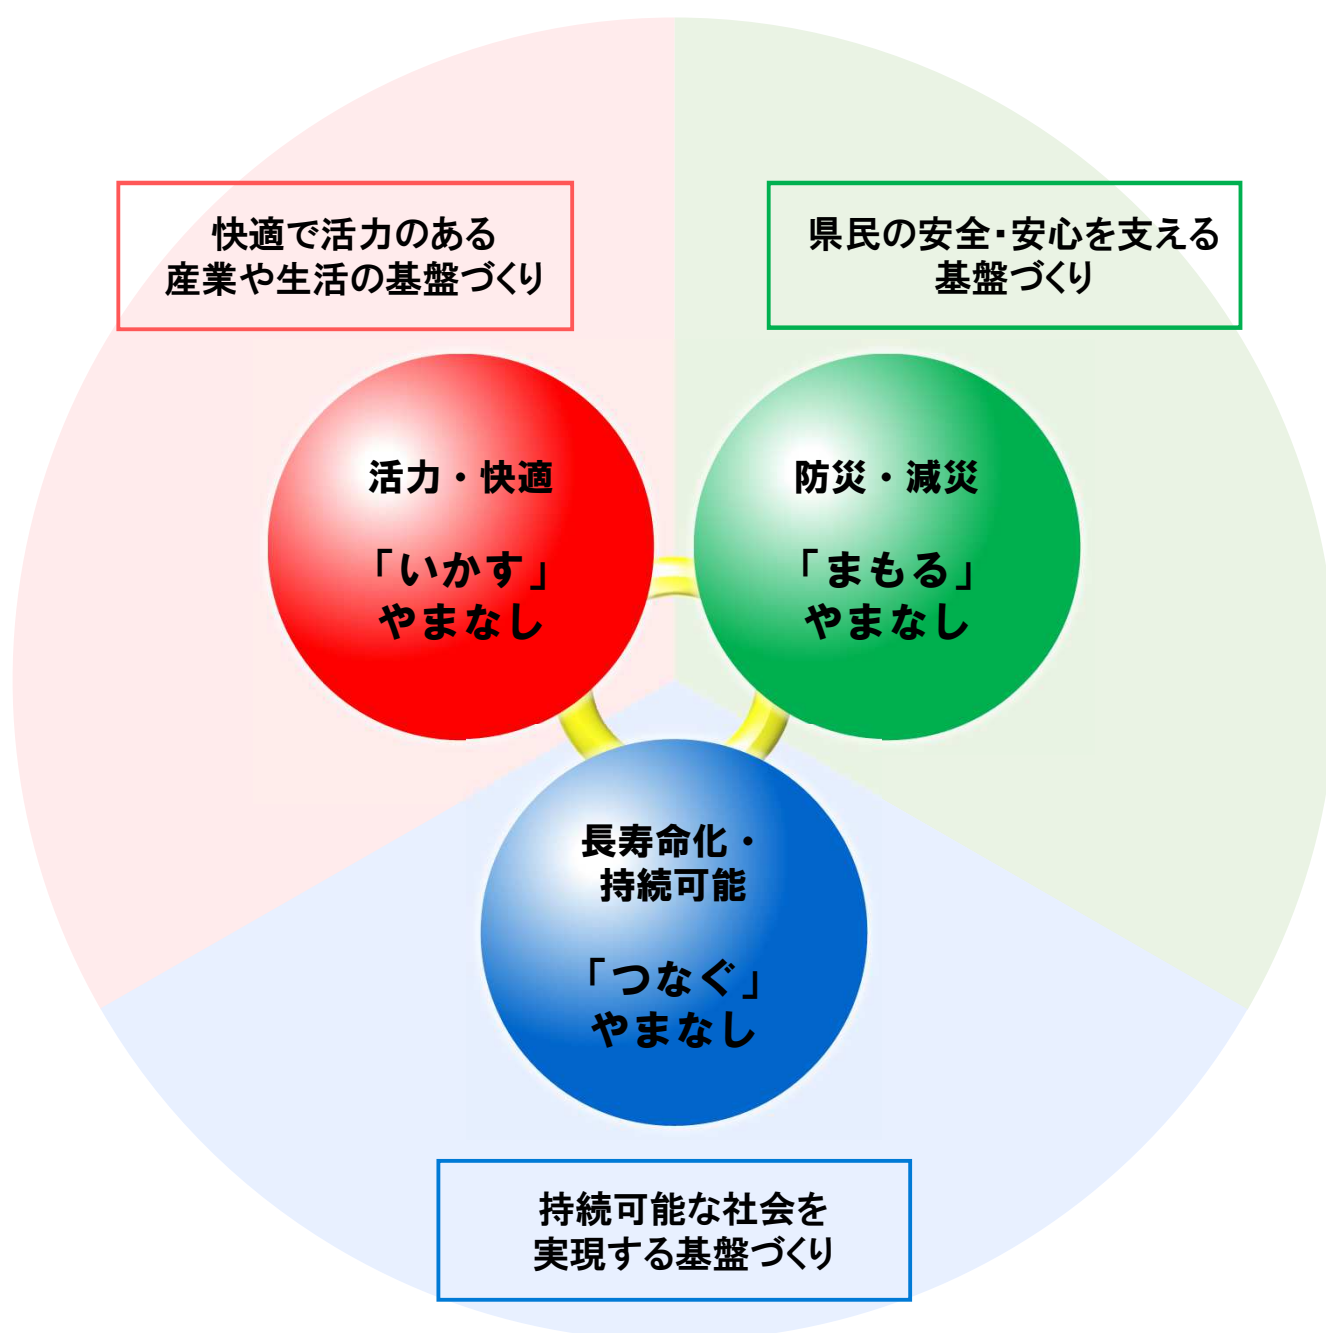 快適で活力のある
産業や生活の基盤づくり
県民の安全・安心を支える
基盤づくり
活力・快適
「いかす」
やまなし
防災・減災
「まもる」
やまなし
長寿命化・
持続可能
「つなぐ」
やまなし
持続可能な社会を
実現する基盤づくり